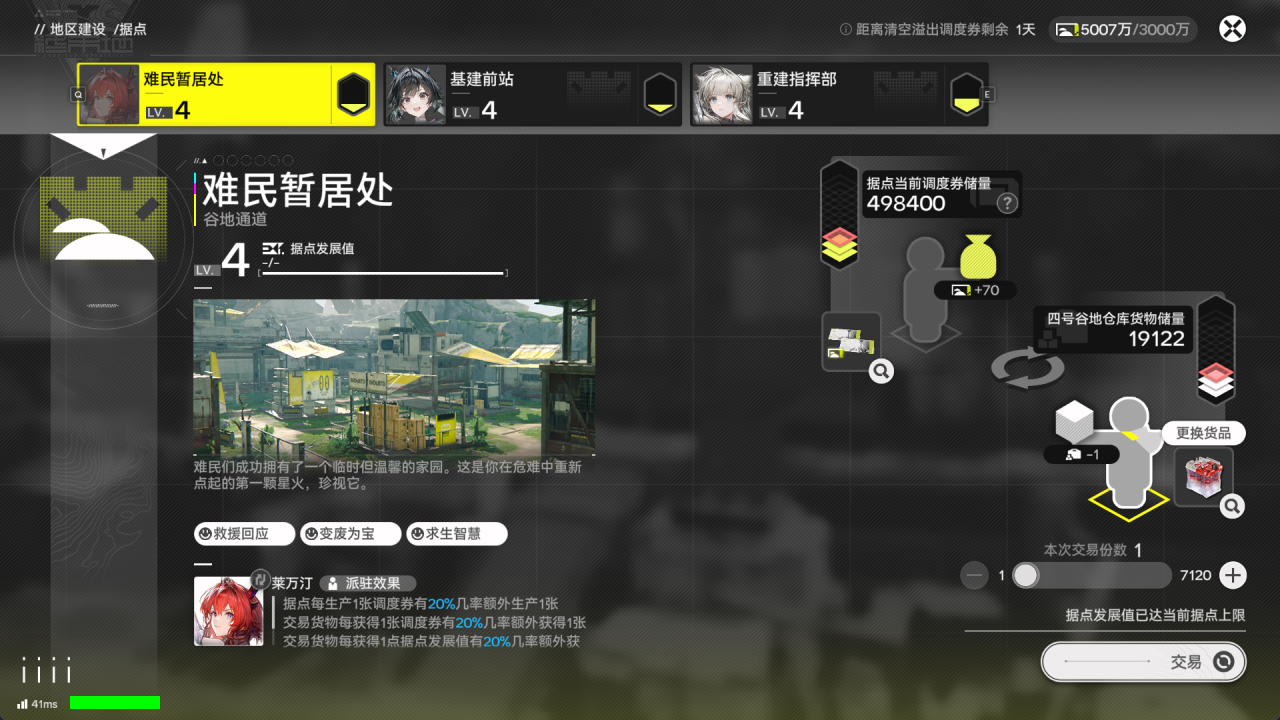 // 地区建设 /据点
距离清空溢出调度券剩余 1天
5007万/3000万
Q
难民暂居处
LV. 4
基建前站
LV. 4
重建指挥部
LV. 4
E
难民暂居处
谷地通道
LV. 4
据点发展值
-/-
难民们成功拥有了一个临时但温馨的家园。这是你在危难中重新
点起的第一颗星火，珍视它。
救援回应
变废为宝
求生智慧
莱万汀
派驻效果
据点每生产1张调度券有20%几率额外生产1张
交易货物每获得1张调度券有20%几率额外获得1张
交易货物每获得1点据点发展值有20%几率额外获
据点当前调度券储量
498400
?
+70
四号谷地仓库货物储量
19122
-1
更换货品
本次交易份数 1
1
7120
据点发展值已达当前据点上限
交易
41ms